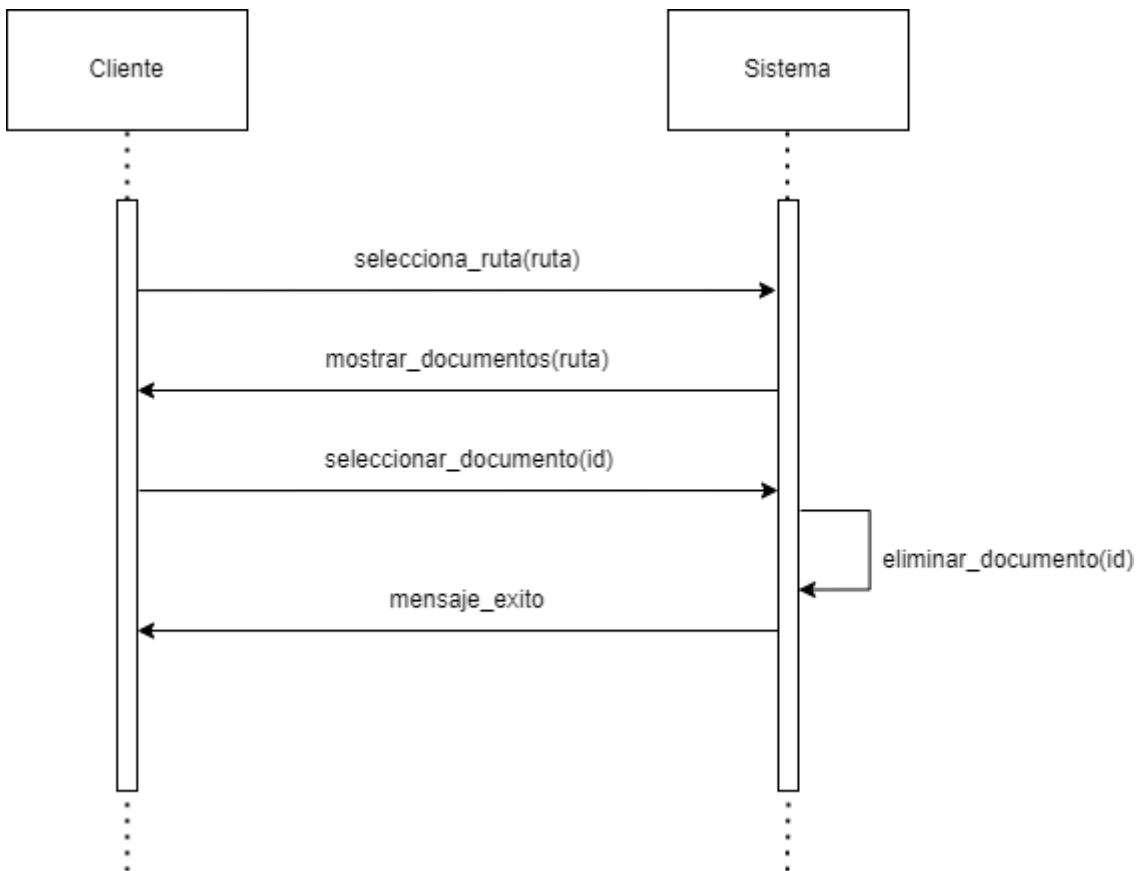 Cliente
Sistema
selecciona_ruta(ruta)
mostrar_documentos(ruta)
seleccionar_documento(id)
eliminar_documento(id)
mensaje_exito